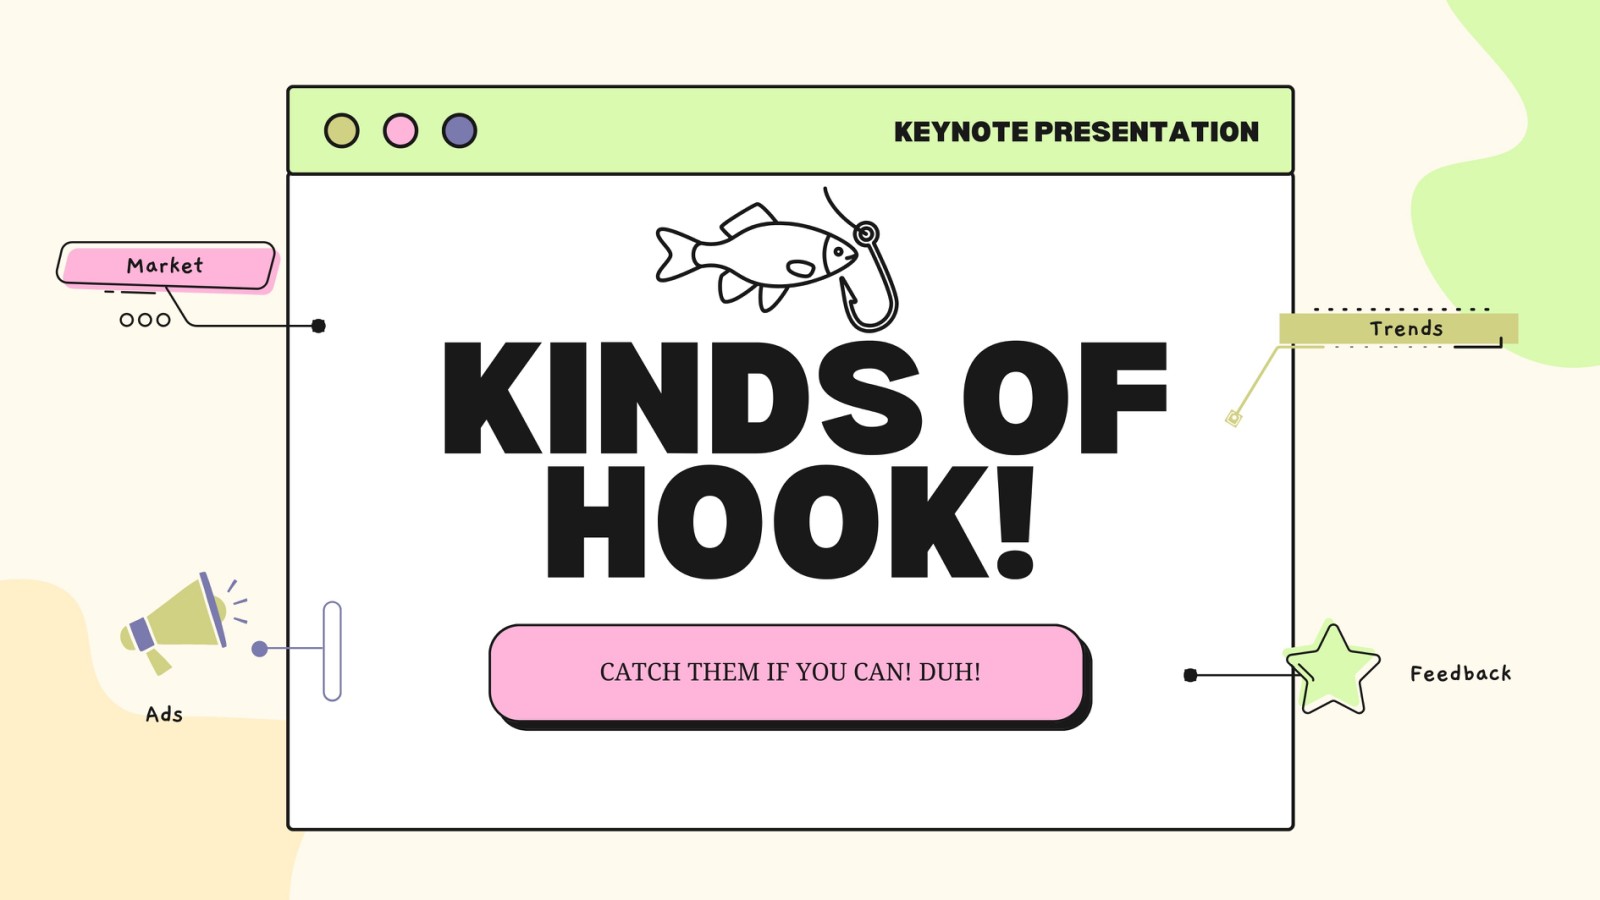 KEYNOTE PRESENTATION
Market
Trends
KINDS OF
HOOK!
CATCH THEM IF YOU CAN! DUH!
Feedback
Ads